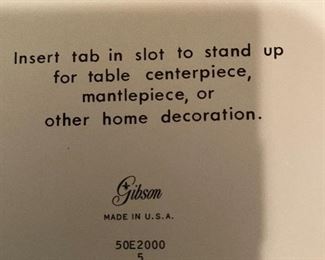 Insert tab in slot to stand up
for table centerpiece,
mantlepiece, or
other home decoration.
Gibson
MADE IN U.S.A.
50E2000
5